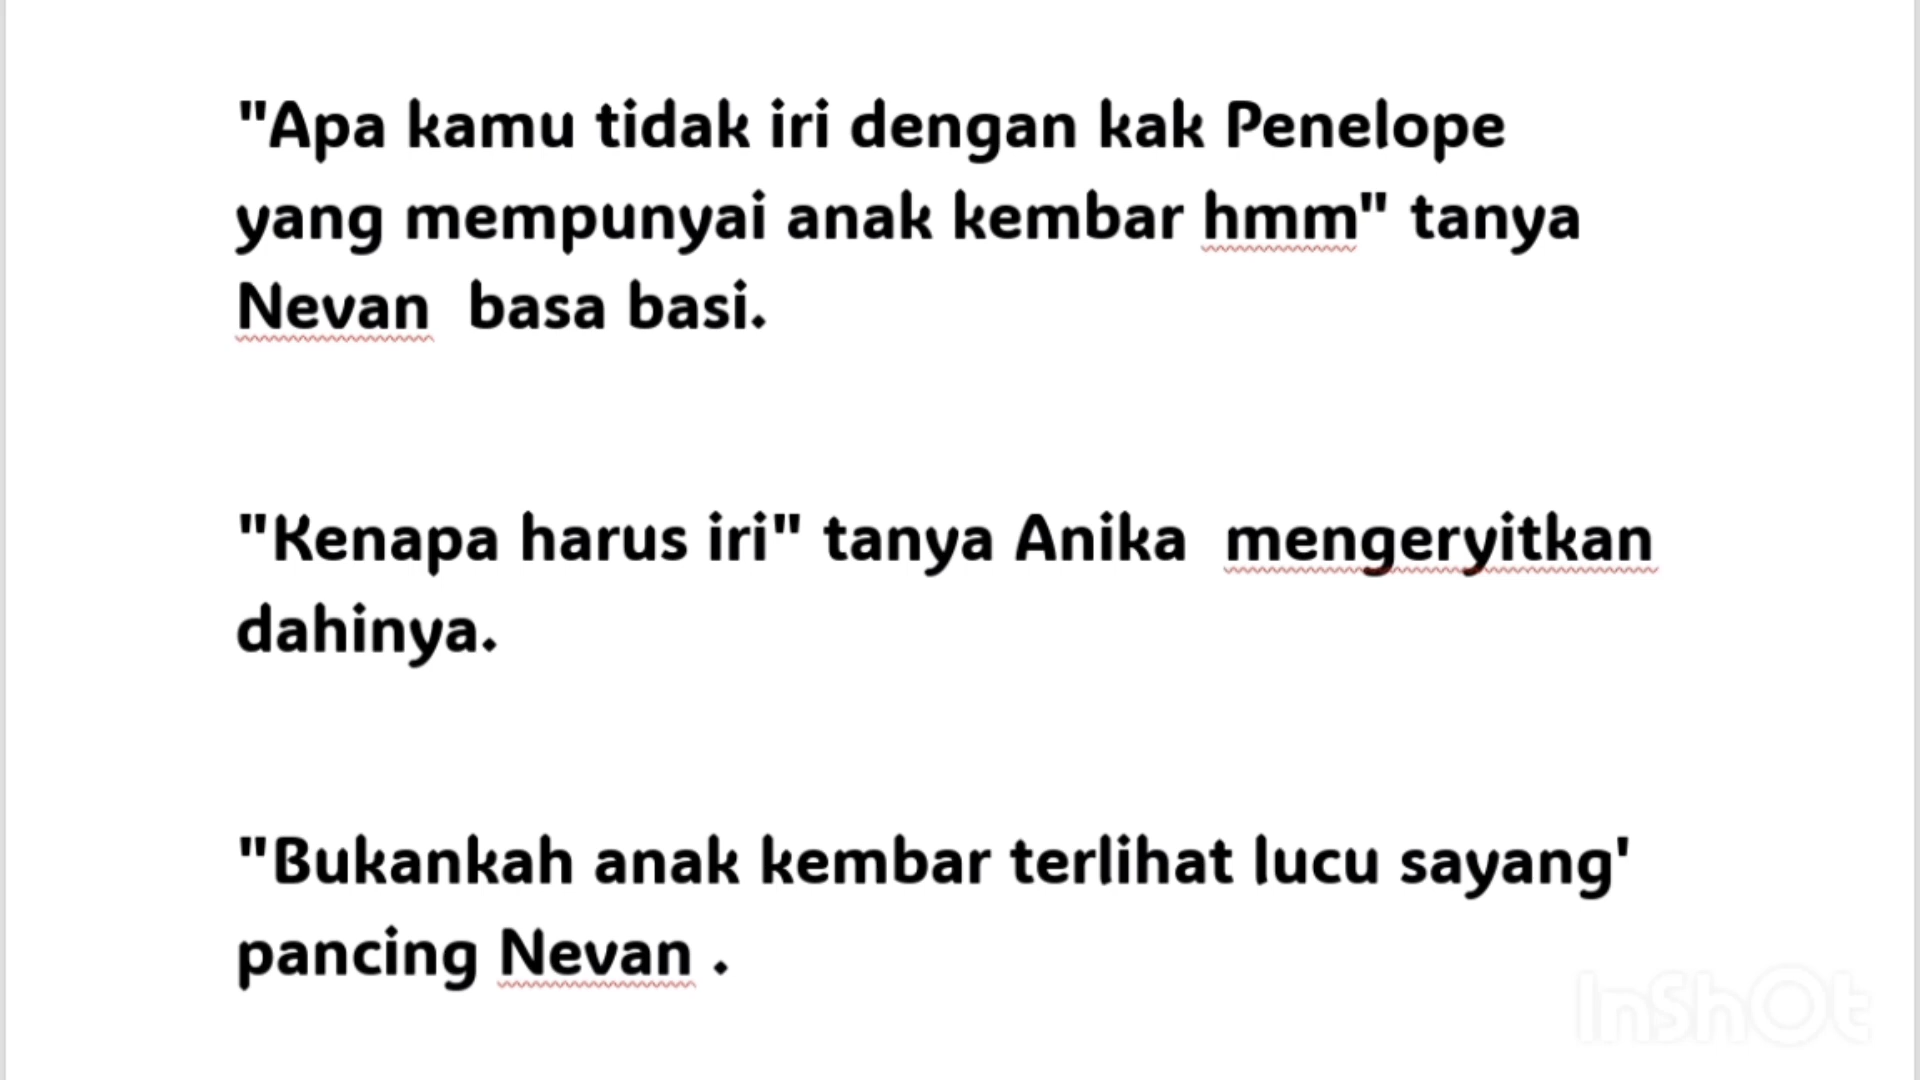 "Apa kamu tidak iri dengan kak Penelope
yang mempunyai anak kembar hmm" tanya
Nevan  basa basi.
"Kenapa harus iri" tanya Anika  mengeryitkan
dahinya.
"Bukankah anak kembar terlihat lucu sayang'
pancing Nevan .
InShOt